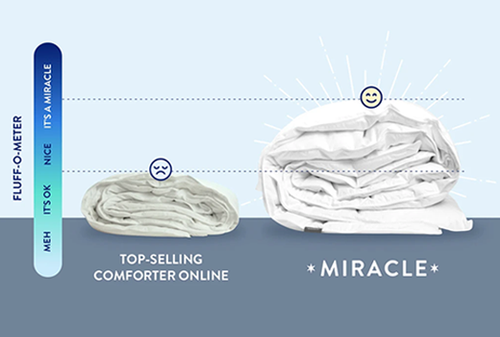 FLUFF-O-METER
IT'S A MIRACLE
NICE
IT'S OK
MEH
TOP-SELLING
COMFORTER ONLINE
*MIRACLE*